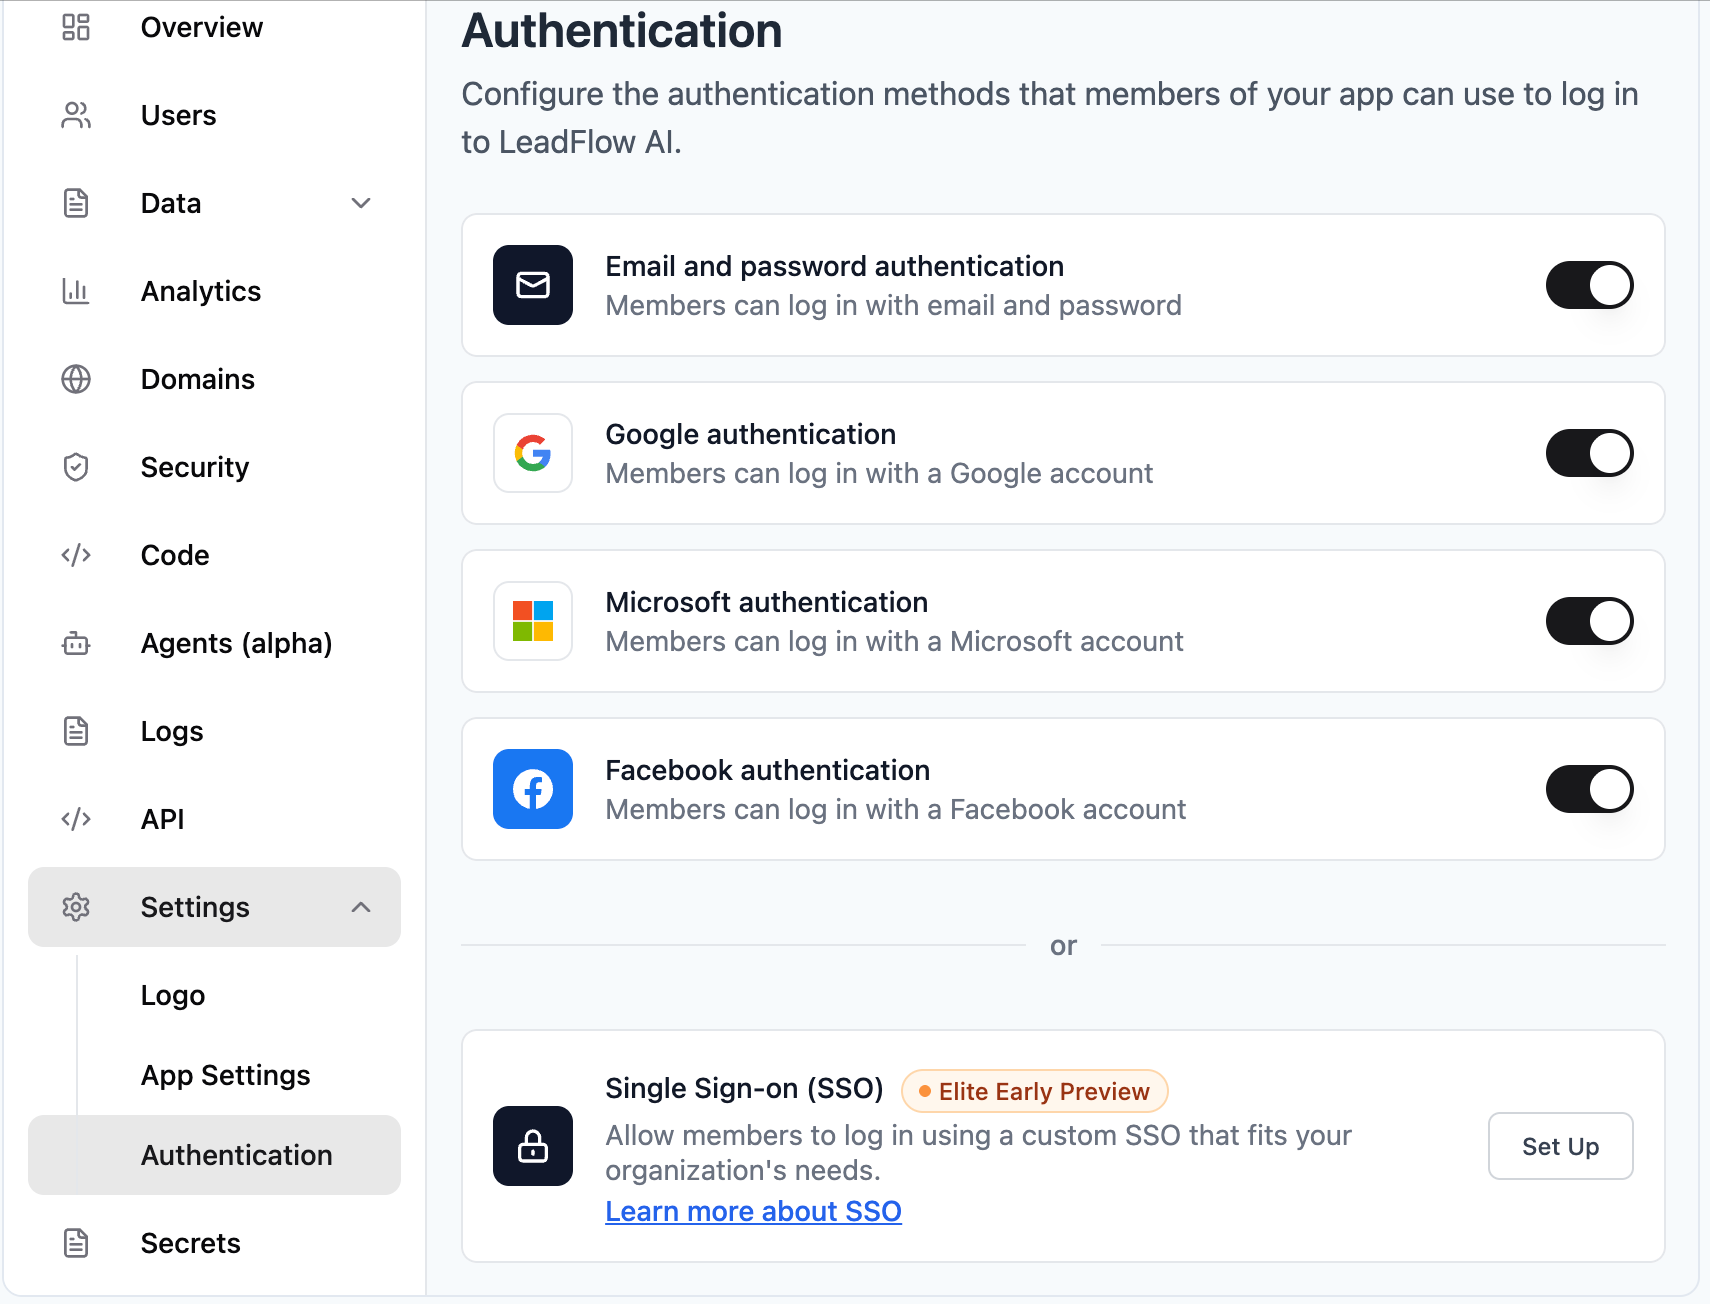 Overview
Users
Data
Analytics
Domains
Security
Code
Agents (alpha)
Logs
API
Settings
Logo
App Settings
Authentication
Secrets
Authentication
Configure the authentication methods that members of your app can use to log in
to LeadFlow AI.
Email and password authentication
Members can log in with email and password
Google authentication
Members can log in with a Google account
Microsoft authentication
Members can log in with a Microsoft account
Facebook authentication
Members can log in with a Facebook account
or
Single Sign-on (SSO) Elite Early Preview
Allow members to log in using a custom SSO that fits your
organization's needs.
Learn more about SSO
Set Up